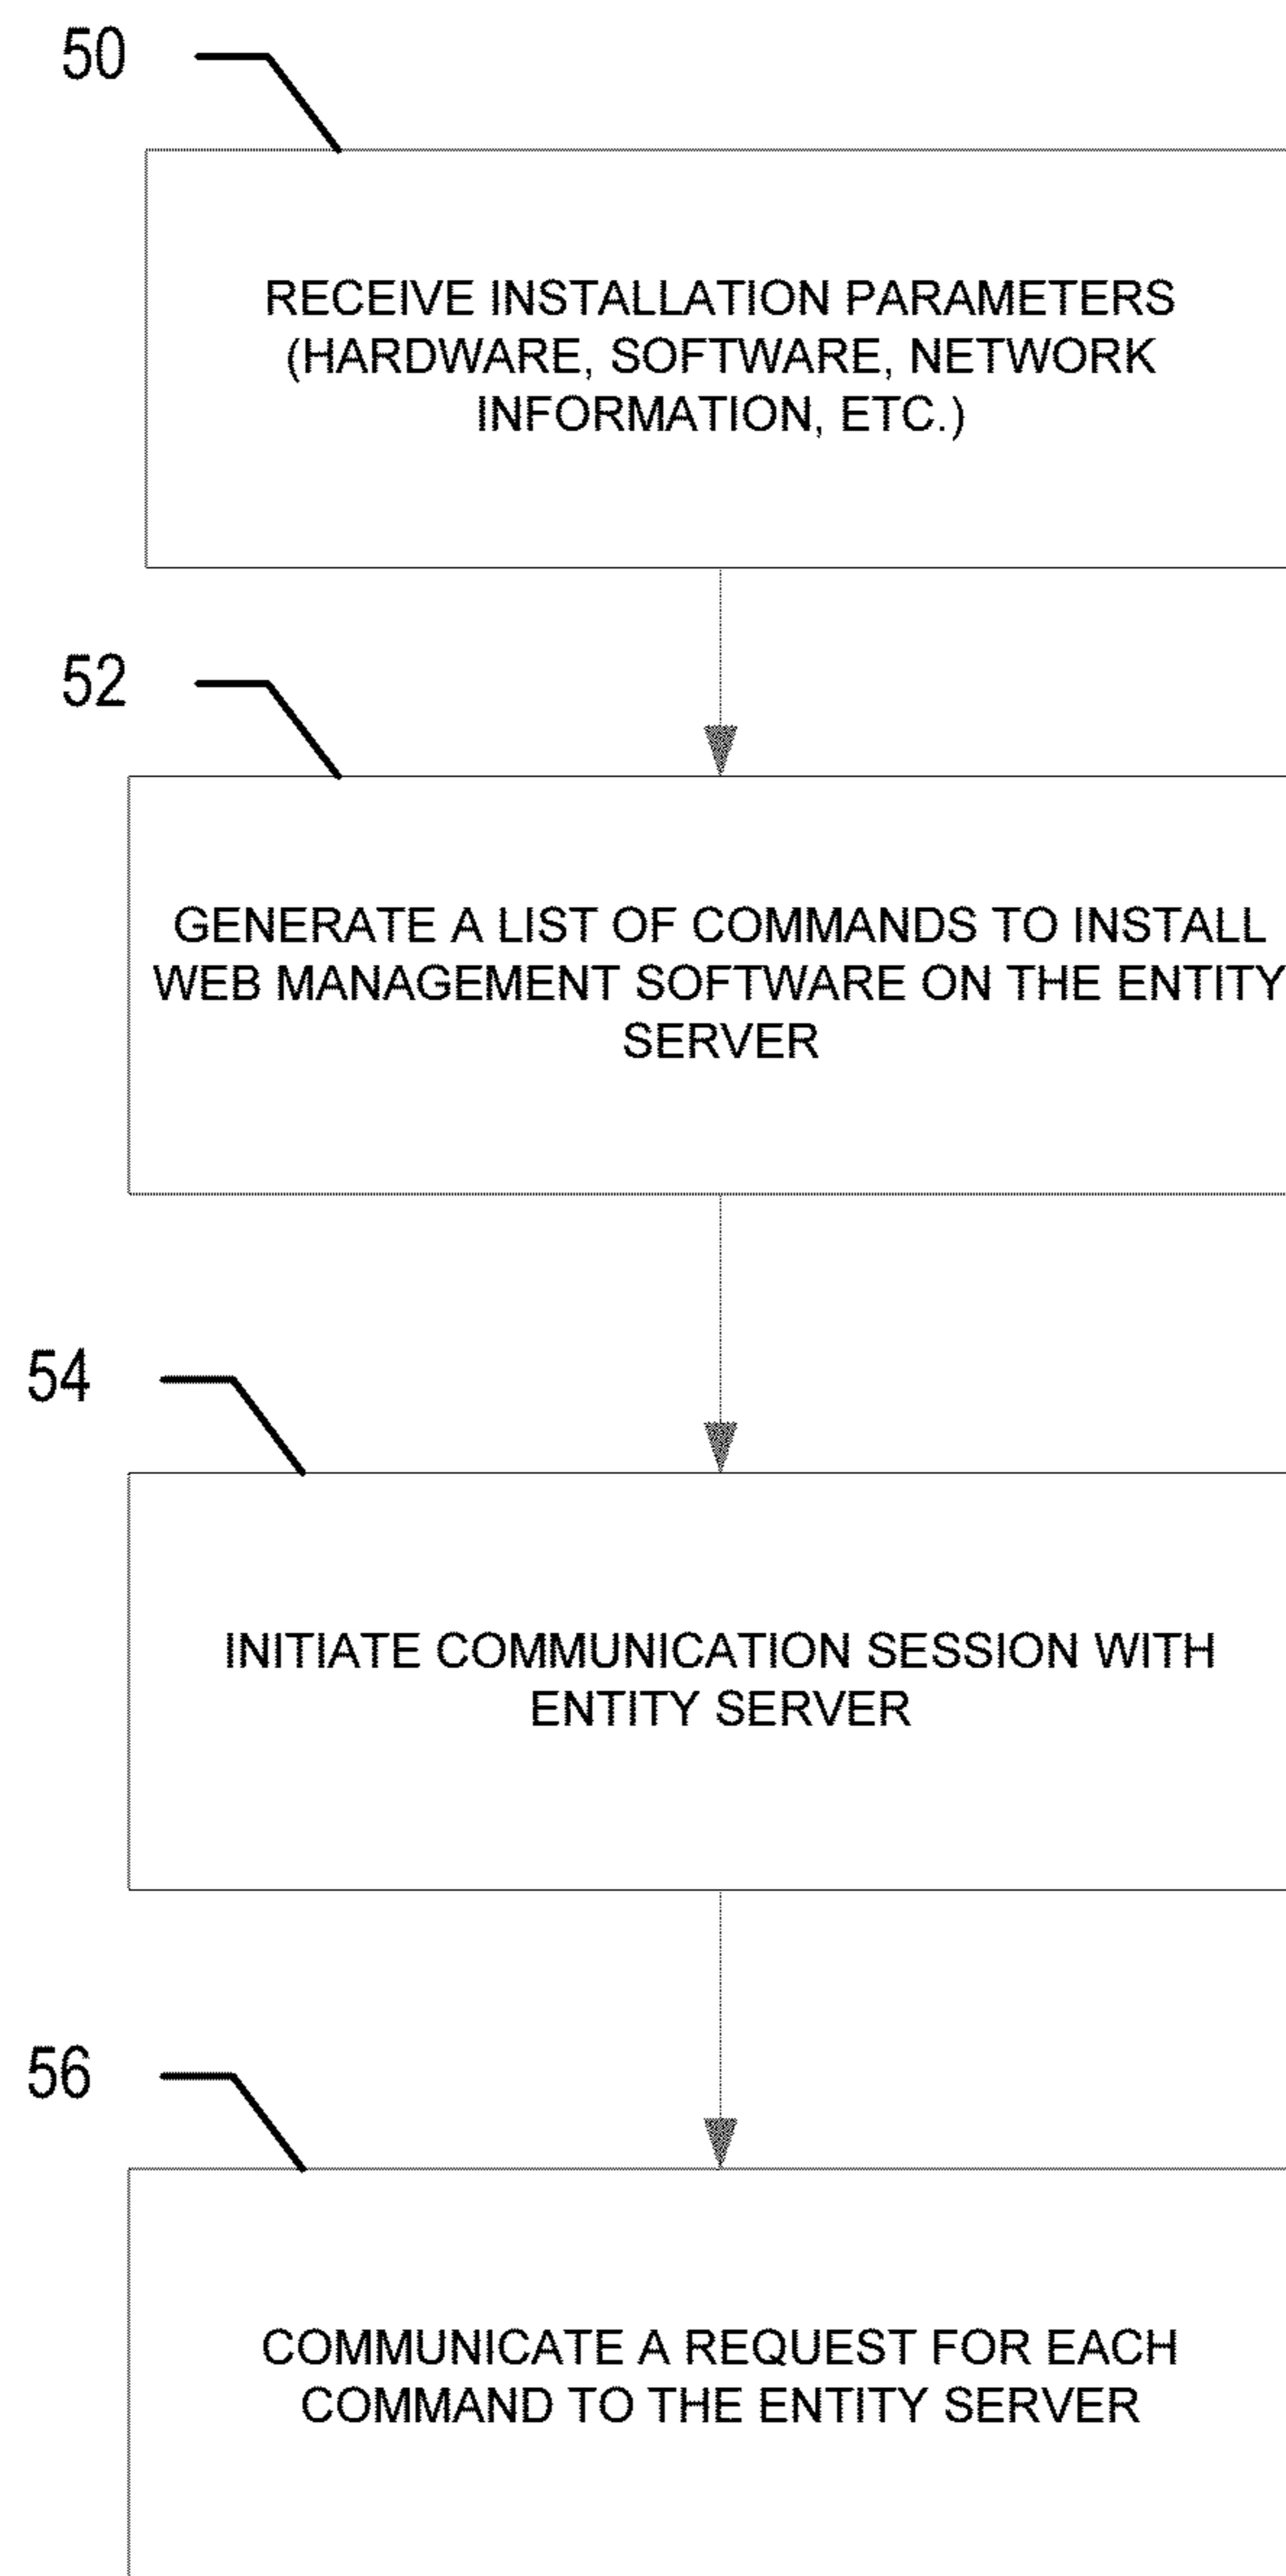 50
RECEIVE INSTALLATION PARAMETERS
(HARDWARE, SOFTWARE, NETWORK
INFORMATION, ETC.)
52
GENERATE A LIST OF COMMANDS TO INSTALL
WEB MANAGEMENT SOFTWARE ON THE ENTITY
SERVER
54
INITIATE COMMUNICATION SESSION WITH
ENTITY SERVER
56
COMMUNICATE A REQUEST FOR EACH
COMMAND TO THE ENTITY SERVER